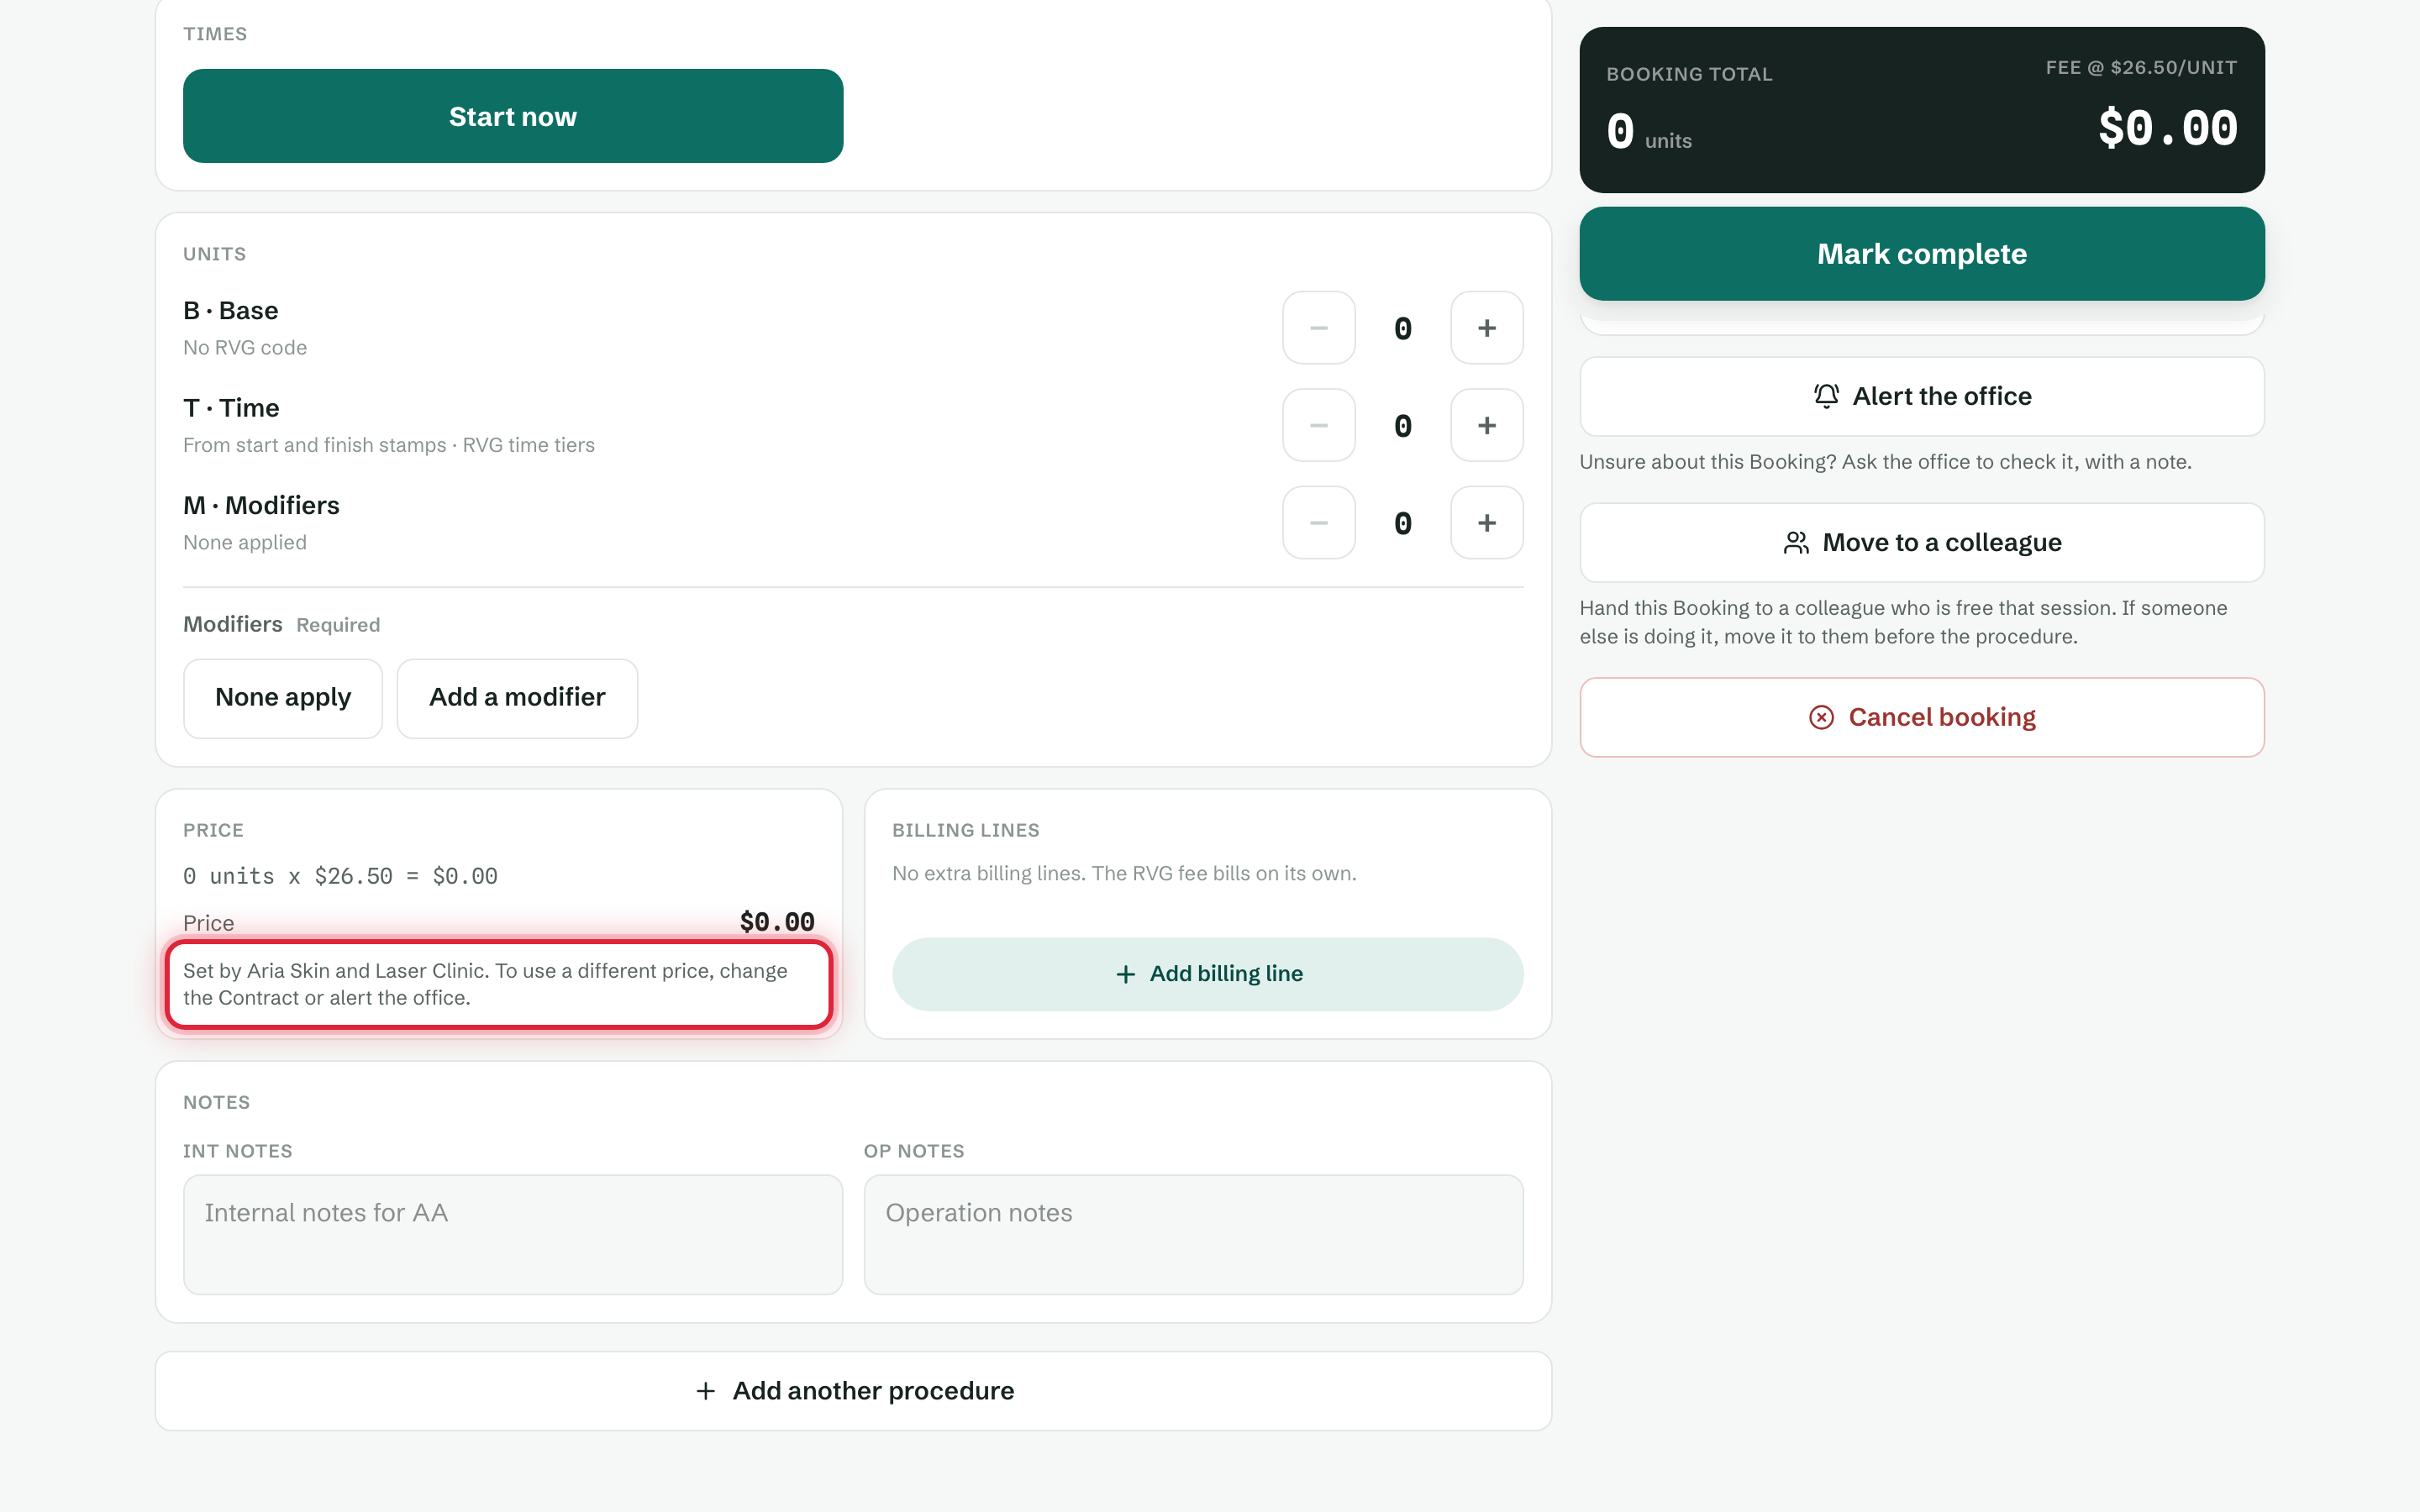 TIMES
Start now
UNITS
B · Base
No RVG code
− 0 +
T · Time
From start and finish stamps · RVG time tiers
− 0 +
M · Modifiers
None applied
− 0 +
Modifiers Required
None apply
Add a modifier
PRICE
0 units x $26.50 = $0.00
Price $0.00
Set by Aria Skin and Laser Clinic. To use a different price, change
the Contract or alert the office.
BILLING LINES
No extra billing lines. The RVG fee bills on its own.
+ Add billing line
NOTES
INT NOTES
Internal notes for AA
OP NOTES
Operation notes
+ Add another procedure
BOOKING TOTAL
0 units
FEE @ $26.50/UNIT
$0.00
Mark complete
Alert the office
Unsure about this Booking? Ask the office to check it, with a note.
Move to a colleague
Hand this Booking to a colleague who is free that session. If someone
else is doing it, move it to them before the procedure.
Cancel booking